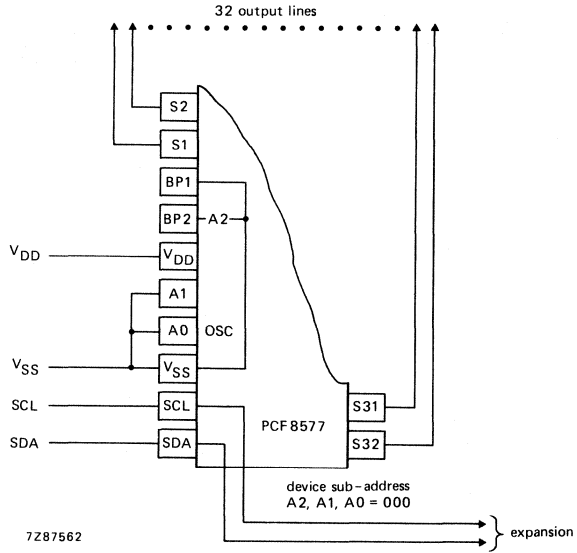 32 output lines
S2
S1
BP1
BP2 A2
VDD VDD
A1
A0 OSC
VSS VSS
SCL SCL
SDA SDA
PCF8577
S31
S32
device sub-address
A2, A1, A0 = 000
expansion
7Z87562